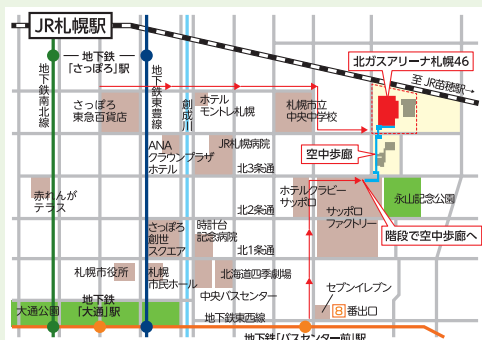 JR札幌駅
北ガスアリーナ札幌46
至 JR苗穂駅→
地下鉄
「さっぽろ」駅
地下鉄南北線
地下鉄東豊線
創成川
さっぽろ
東急百貨店
ホテル
モントレ札幌
札幌市立
中央中学校
ANA
クラウンプラザ
ホテル
JR札幌病院
空中歩廊
北3条通
赤れんが
テラス
ホテルクラビー
サッポロ
サッポロ
ファクトリー
永山記念公園
北2条通
さっぽろ
創世
スクエア
時計台
記念病院
階段で空中歩廊へ
北1条通
札幌市役所
札幌
市民ホール
北海道四季劇場
中央バスセンター
セブンイレブン
大通公園
地下鉄
「大通」駅
8番出口
地下鉄東西線
地下鉄「バスセンター前」駅